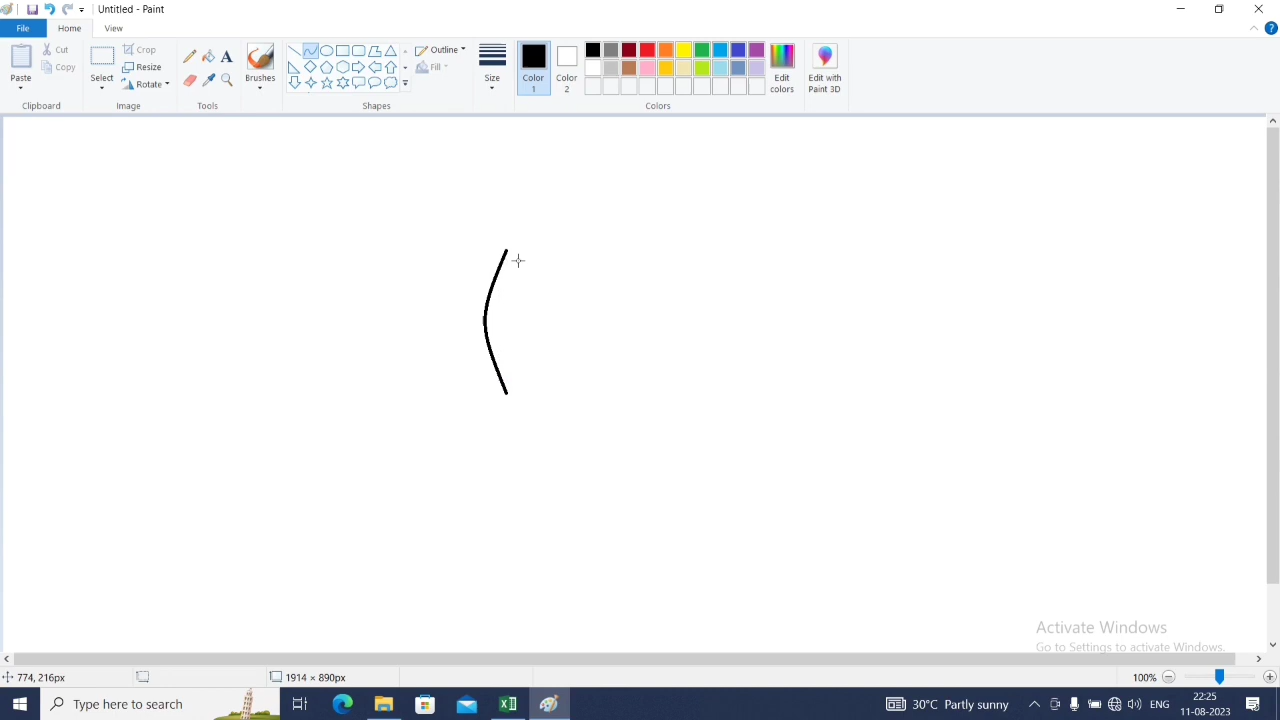 Untitled - Paint
File Home View
Paste
Cut
Copy
Clipboard
Select
Crop
Resize
Rotate
Image
Tools
Brushes
Shapes
Outline
Fill
Size
Color 1
Color 2
Colors
Edit colors
Edit with Paint 3D
Activate Windows
Go to Settings to activate Windows.
774, 216px
1914 × 890px
100%
Type here to search
30°C Partly sunny
ENG
22:25
11-08-2023